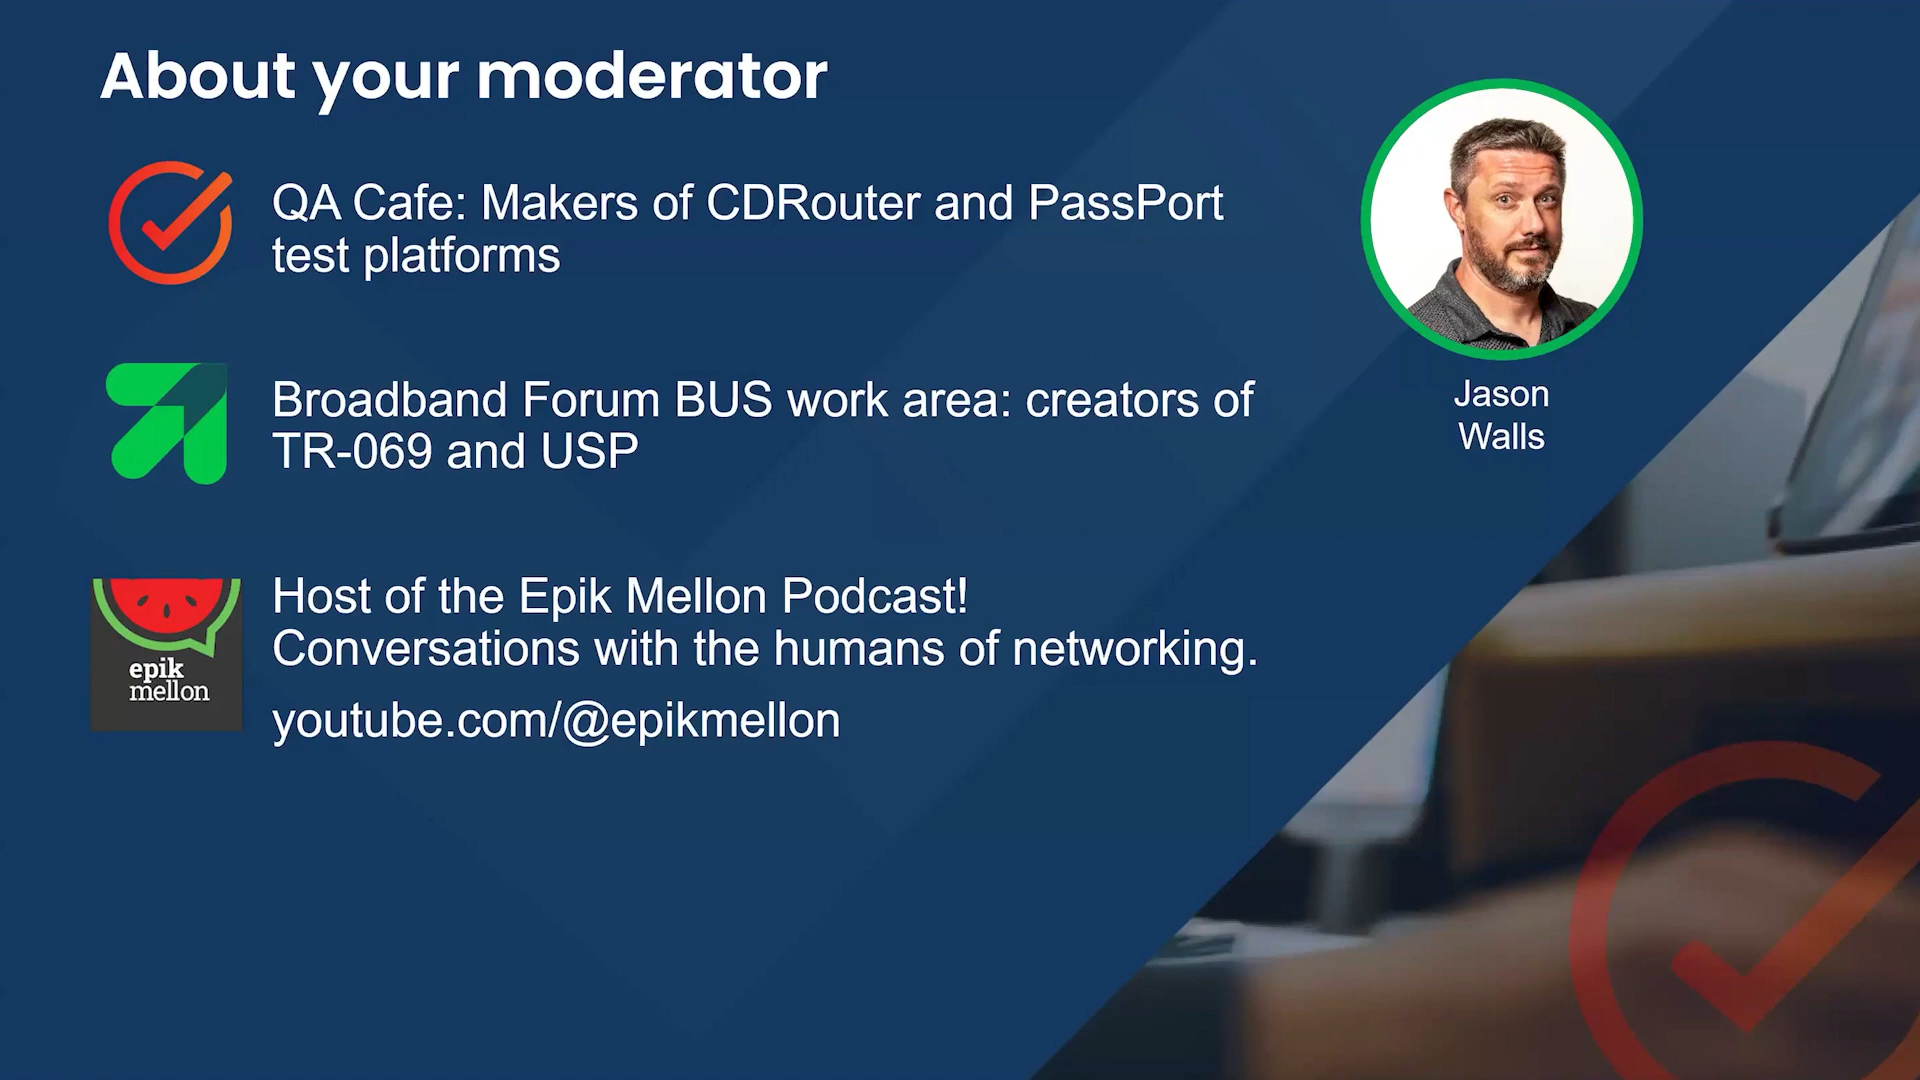 About your moderator
QA Cafe: Makers of CDRouter and PassPort
test platforms
Jason
Walls
Broadband Forum BUS work area: creators of
TR-069 and USP
epik
mellon
Host of the Epik Mellon Podcast!
Conversations with the humans of networking.
youtube.com/@epikmellon